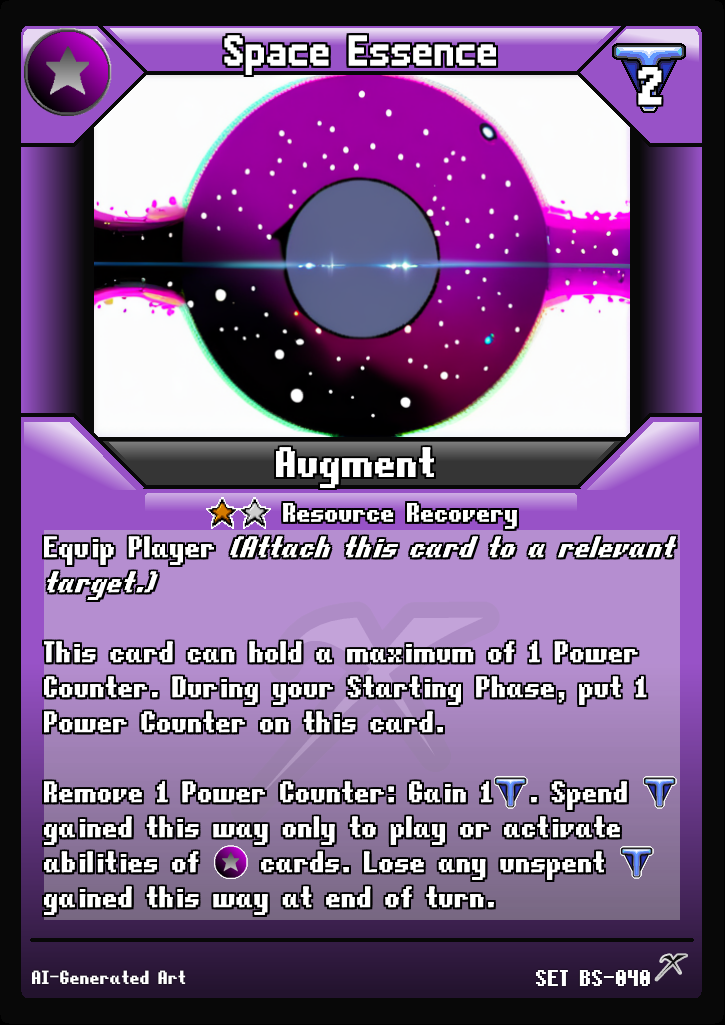 Space Essence
2
Augment
Resource Recovery
Equip Player (Attach this card to a relevant
target.)
This card can hold a maximum of 1 Power
Counter. During your Starting Phase, put 1
Power Counter on this card.
Remove 1 Power Counter: Gain 1. Spend
gained this way only to play or activate
abilities of cards. Lose any unspent
gained this way at end of turn.
AI-Generated Art
SET BS-040